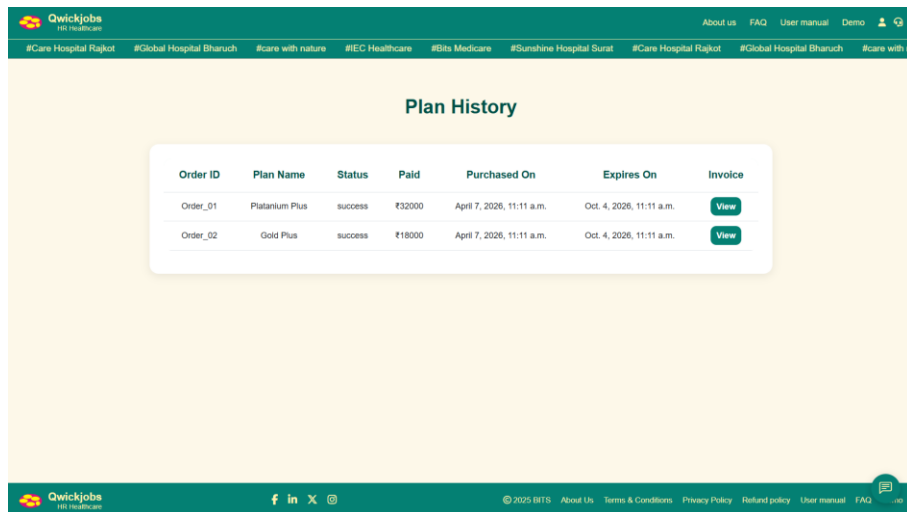 Qwickjobs
HR Healthcare
About us FAQ User manual Demo
#Care Hospital Rajkot #Global Hospital Bharuch #care with nature #IEC Healthcare #Bits Medicare #Sunshine Hospital Surat #Care Hospital Rajkot #Global Hospital Bharuch #care with
Plan History
Order ID Plan Name Status Paid Purchased On Expires On Invoice
Order_01 Platanium Plus success ₹32000 April 7, 2026, 11:11 a.m. Oct. 4, 2026, 11:11 a.m. View
Order_02 Gold Plus success ₹18000 April 7, 2026, 11:11 a.m. Oct. 4, 2026, 11:11 a.m. View
Qwickjobs
HR Healthcare
© 2025 BITS About Us Terms & Conditions Privacy Policy Refund policy User manual FAQ